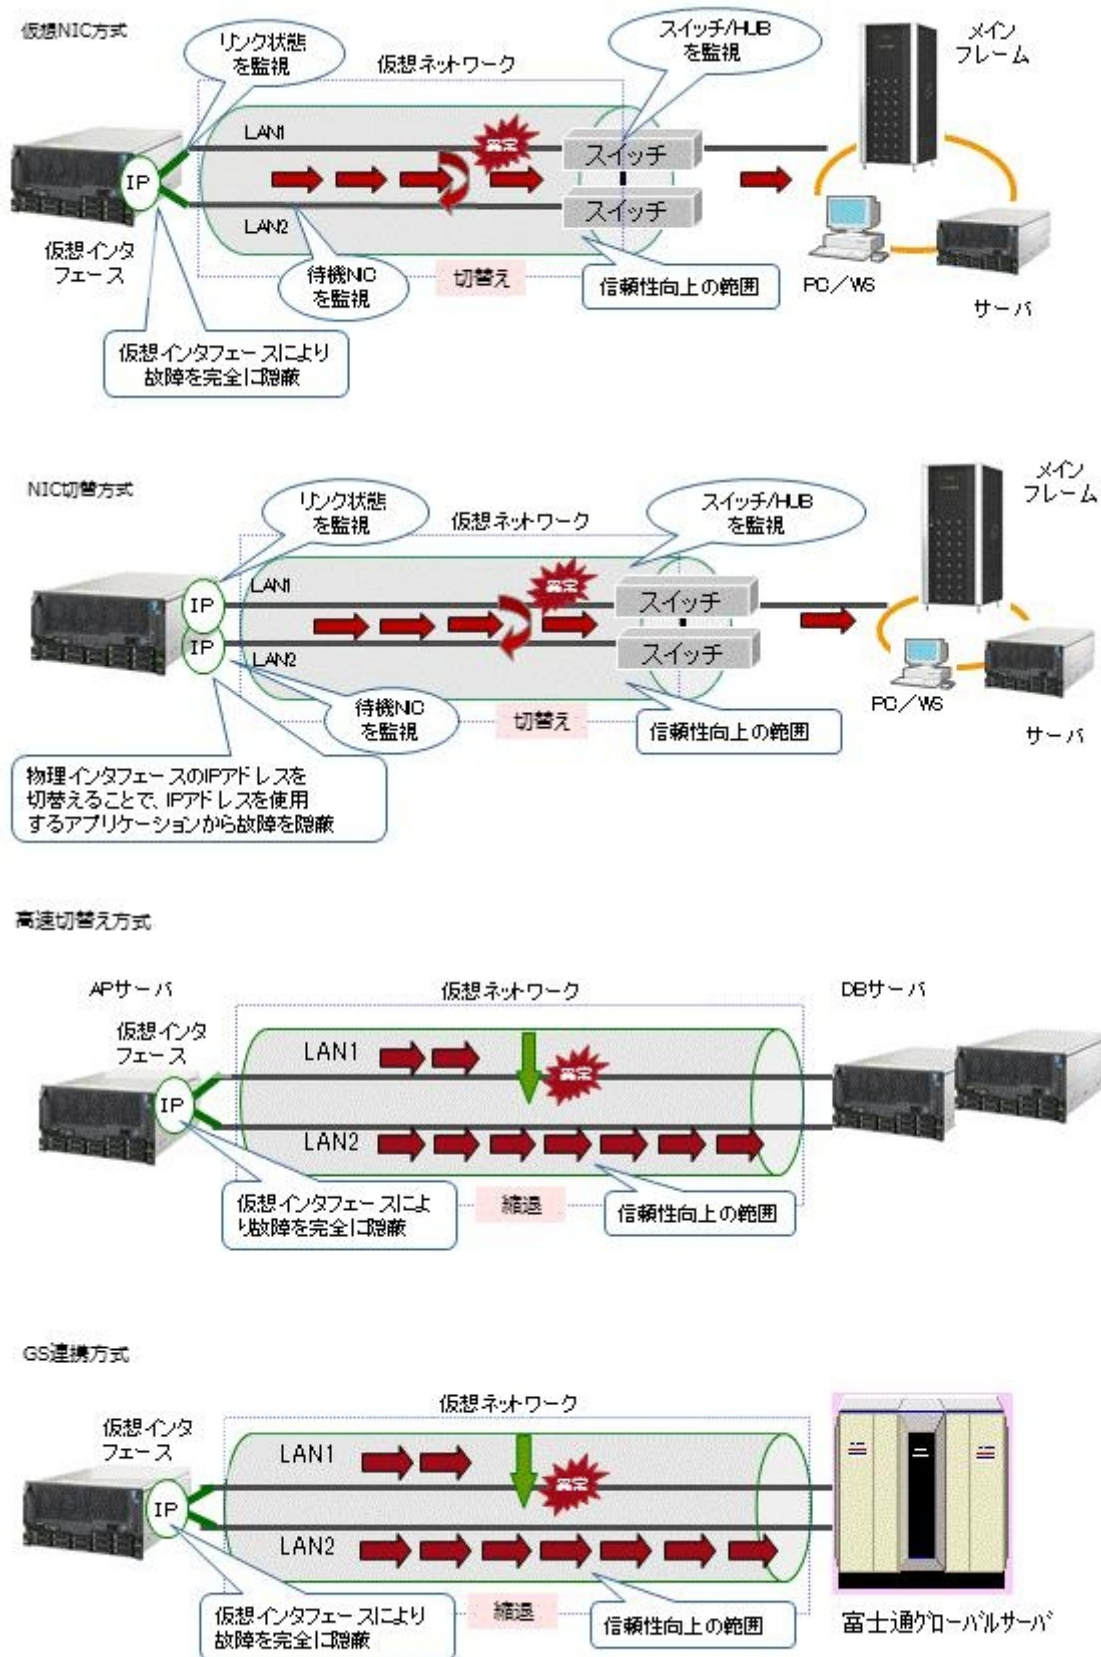 仮想NIC方式
リンク状態
を監視
仮想ネットワーク
スイッチ/HUB
を監視
メイン
フレーム
LAN1
異常
スイッチ
IP
スイッチ
LAN2
仮想インタ
フェース
待機NIC
を監視
切替え
信頼性向上の範囲
PC/WS
サーバ
仮想インタフェースにより
故障を完全に隠蔽
NIC切替方式
リンク状態
を監視
仮想ネットワーク
スイッチ/HUB
を監視
メイン
フレーム
LAN1
異常
IP
スイッチ
IP
スイッチ
LAN2
待機NIC
を監視
切替え
信頼性向上の範囲
PC/WS
サーバ
物理インタフェースのIPアドレスを
切替えることで、IPアドレスを使用
するアプリケーションから故障を隠蔽
高速切替え方式
APサーバ
仮想ネットワーク
DBサーバ
仮想インタ
フェース
LAN1
異常
IP
LAN2
仮想インタフェースによ
り故障を完全に隠蔽
縮退
信頼性向上の範囲
GS連携方式
仮想ネットワーク
仮想インタ
フェース
LAN1
異常
IP
LAN2
仮想インタフェースにより
故障を完全に隠蔽
縮退
信頼性向上の範囲
富士通グローバルサーバ